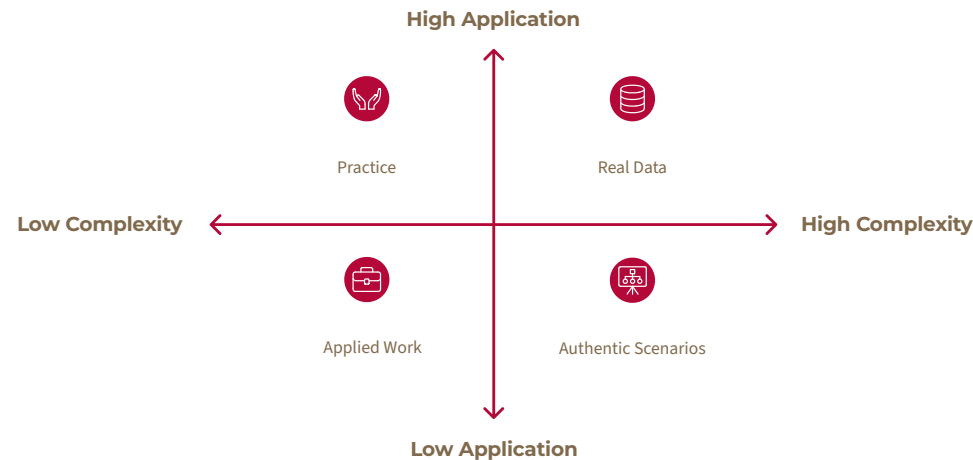 High Application
Practice
Real Data
Low Complexity
High Complexity
Applied Work
Authentic Scenarios
Low Application